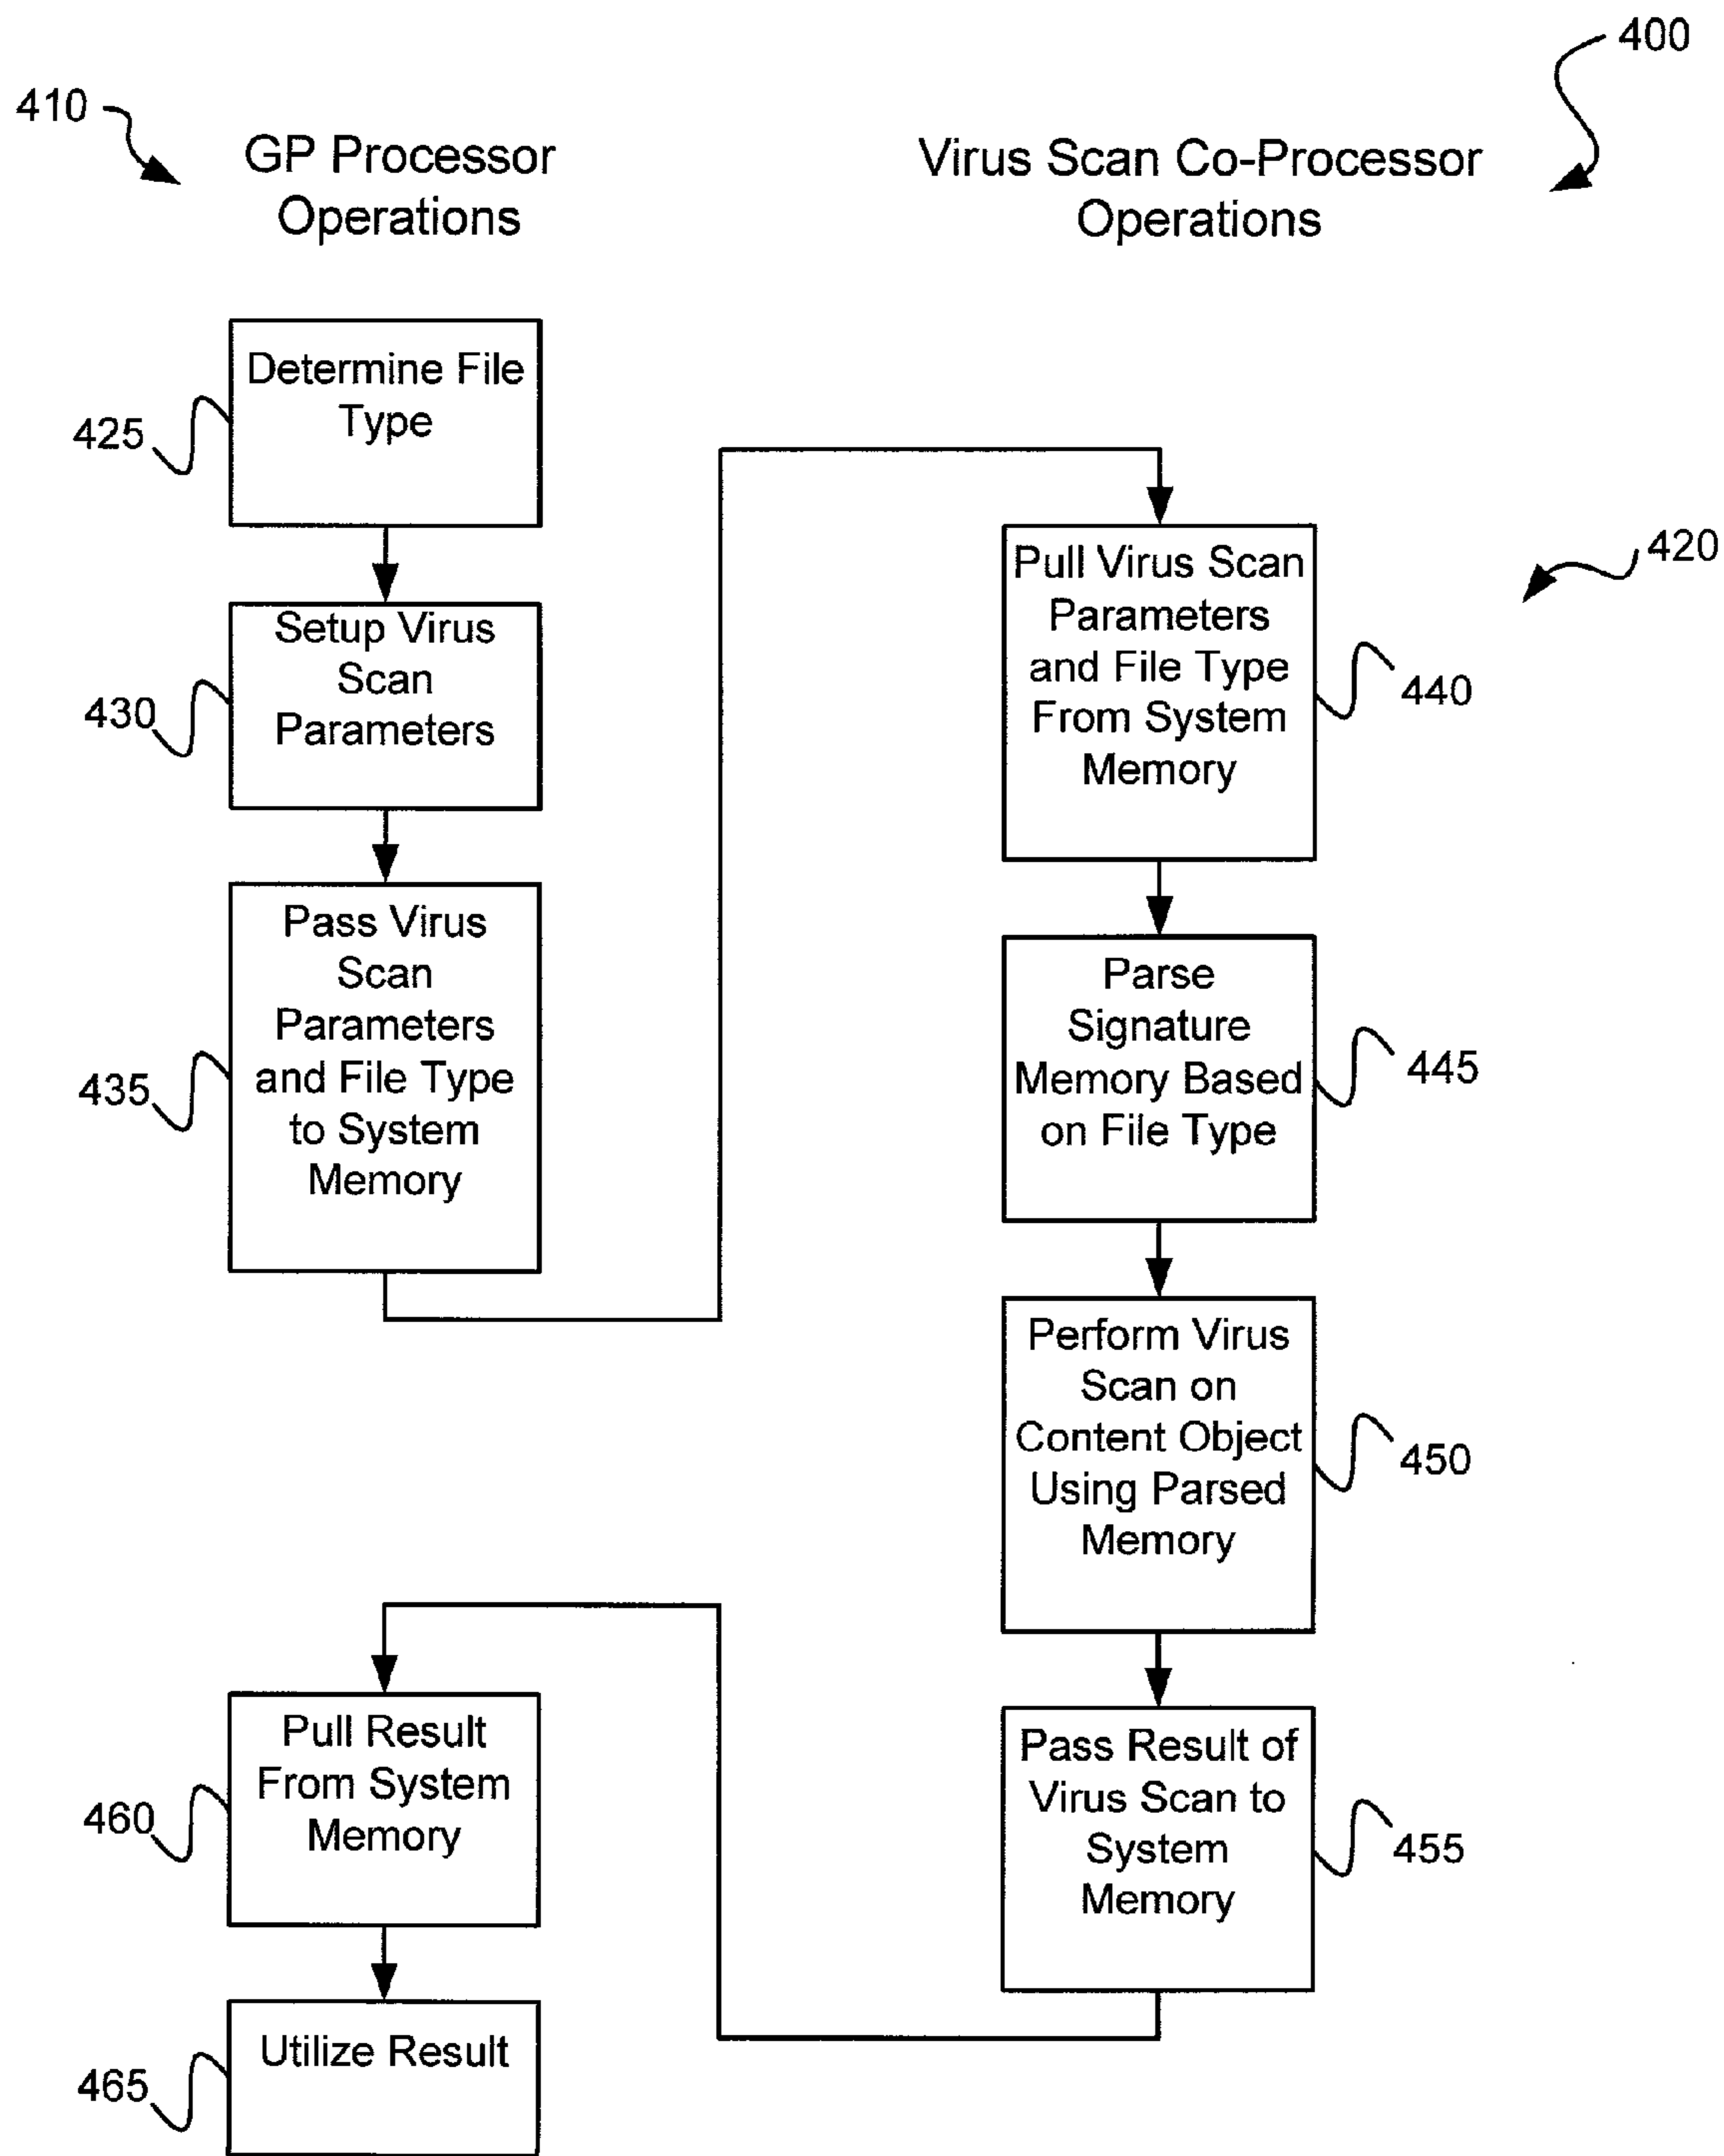 400
410
GP Processor
Operations
Virus Scan Co-Processor
Operations
Determine File
Type
425
Setup Virus
Scan
Parameters
430
Pass Virus
Scan
Parameters
and File Type
to System
Memory
435
420
Pull Virus Scan
Parameters
and File Type
From System
Memory
440
Parse
Signature
Memory Based
on File Type
445
Perform Virus
Scan on
Content Object
Using Parsed
Memory
450
Pass Result of
Virus Scan to
System
Memory
455
Pull Result
From System
Memory
460
Utilize Result
465